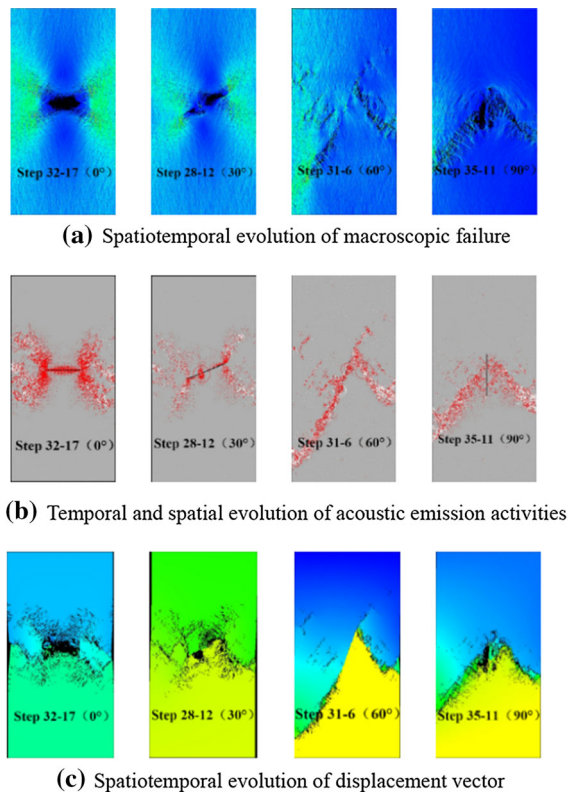 Step 32-17（0°） Step 28-12（30°） Step 31-6（60°） Step 35-11（90°）
(a) Spatiotemporal evolution of macroscopic failure
Step 32-17（0°） Step 28-12（30°） Step 31-6（60°） Step 35-11（90°）
(b) Temporal and spatial evolution of acoustic emission activities
Step 32-17（0°） Step 28-12（30°） Step 31-6（60°） Step 35-11（90°）
(c) Spatiotemporal evolution of displacement vector